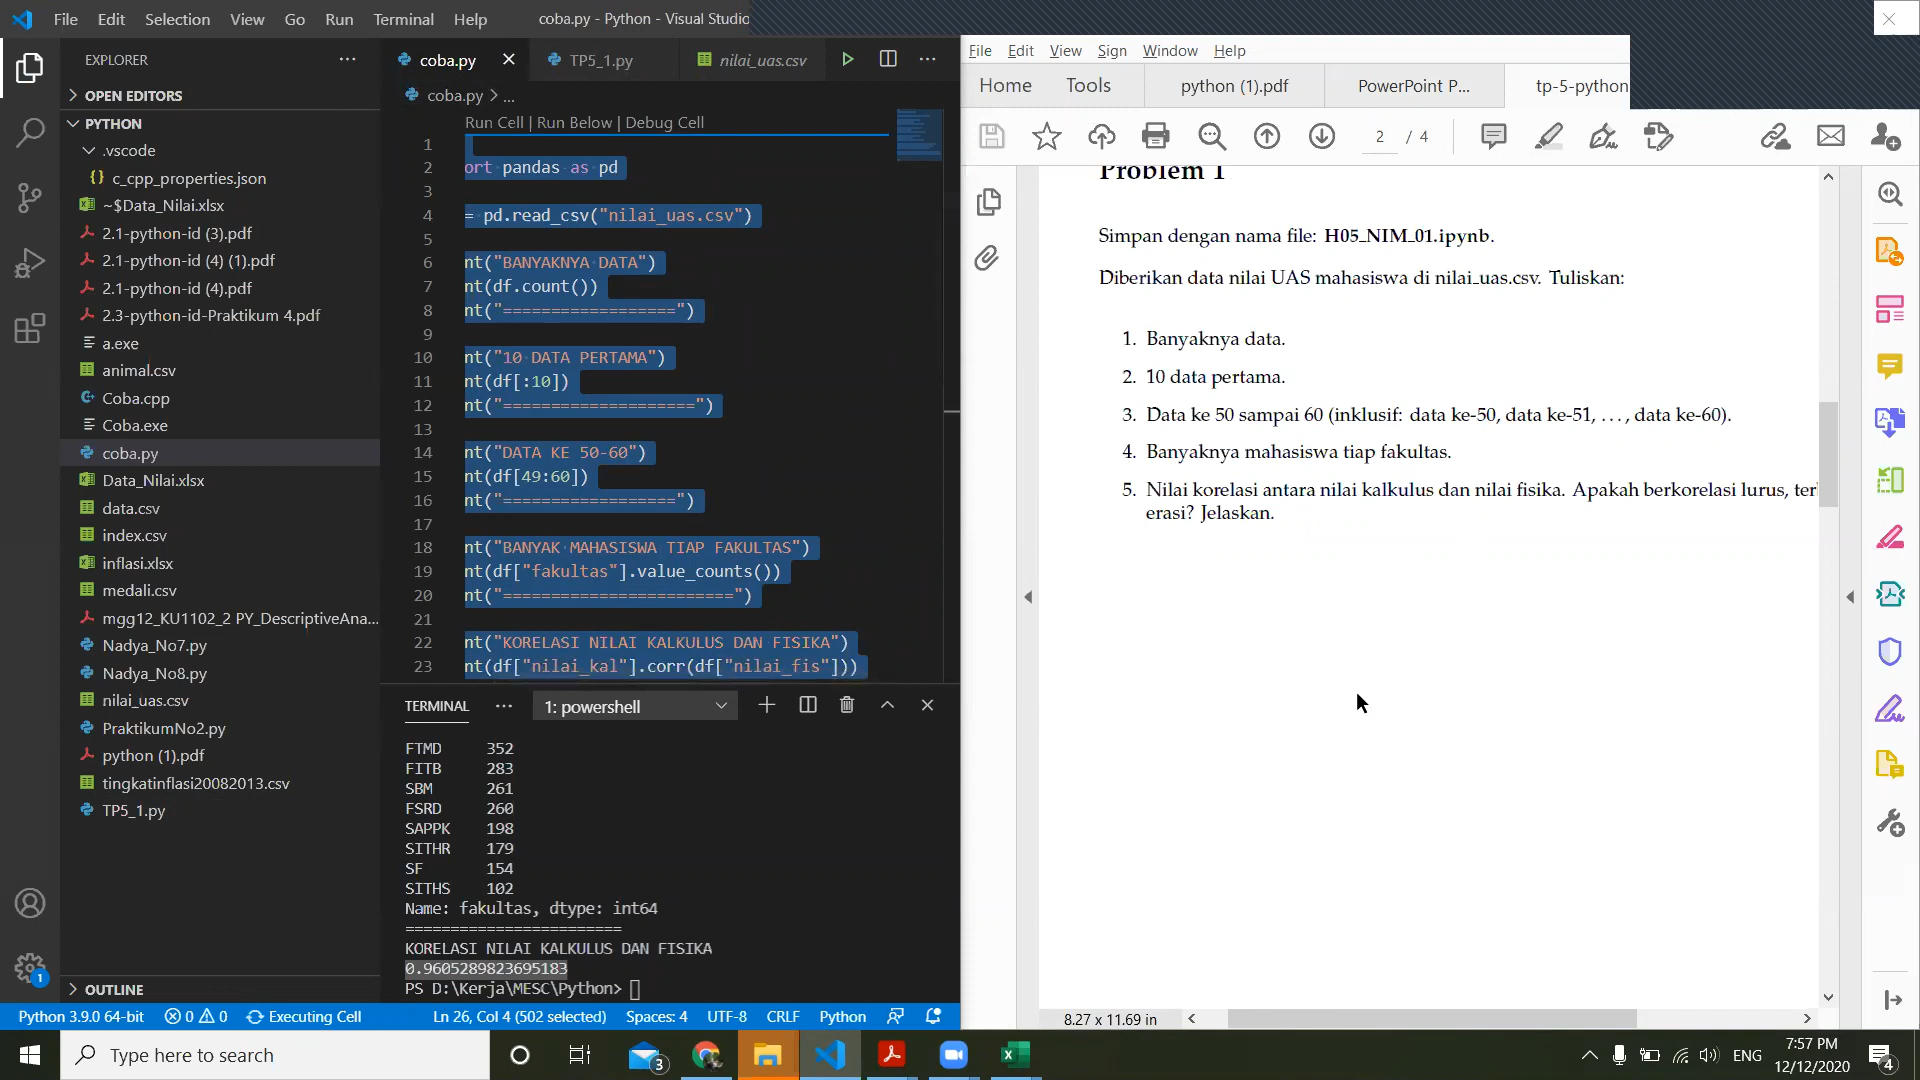 File Edit Selection View Go Run Terminal Help
coba.py - Python - Visual Studio
EXPLORER
OPEN EDITORS
PYTHON
.vscode
{} c_cpp_properties.json
~$Data_Nilai.xlsx
2.1-python-id (3).pdf
2.1-python-id (4) (1).pdf
2.1-python-id (4).pdf
2.3-python-id-Praktikum 4.pdf
a.exe
animal.csv
Coba.cpp
Coba.exe
coba.py
Data_Nilai.xlsx
data.csv
index.csv
inflasi.xlsx
medali.csv
mgg12_KU1102_2 PY_DescriptiveAna...
Nadya_No7.py
Nadya_No8.py
nilai_uas.csv
PraktikumNo2.py
python (1).pdf
tingkatinflasi20082013.csv
TP5_1.py
OUTLINE
coba.py TP5_1.py nilai_uas.csv
coba.py > ...
Run Cell | Run Below | Debug Cell
1
2 ort pandas as pd
3
4 = pd.read_csv("nilai_uas.csv")
5
6 nt("BANYAKNYA DATA")
7 nt(df.count())
8 nt("==================")
9
10 nt("10 DATA PERTAMA")
11 nt(df[:10])
12 nt("====================")
13
14 nt("DATA KE 50-60")
15 nt(df[49:60])
16 nt("==================")
17
18 nt("BANYAK MAHASISWA TIAP FAKULTAS")
19 nt(df["fakultas"].value_counts())
20 nt("========================")
21
22 nt("KORELASI NILAI KALKULUS DAN FISIKA")
23 nt(df["nilai_kal"].corr(df["nilai_fis"]))
TERMINAL ... 1: powershell
FTMD 352
FITB 283
SBM 261
FSRD 260
SAPPK 198
SITHR 179
SF 154
SITHS 102
Name: fakultas, dtype: int64
========================
KORELASI NILAI KALKULUS DAN FISIKA
0.9605289823695183
PS D:\Kerja\MESC\Python>
1
Python 3.9.0 64-bit 0 0 Executing Cell Ln 26, Col 4 (502 selected) Spaces: 4 UTF-8 CRLF Python
File Edit View Sign Window Help
Home Tools python (1).pdf PowerPoint P... tp-5-python
2 / 4
Problem 1
Simpan dengan nama file: H05_NIM_01.ipynb.
Diberikan data nilai UAS mahasiswa di nilai_uas.csv. Tuliskan:
1. Banyaknya data.
2. 10 data pertama.
3. Data ke 50 sampai 60 (inklusif: data ke-50, data ke-51, ..., data ke-60).
4. Banyaknya mahasiswa tiap fakultas.
5. Nilai korelasi antara nilai kalkulus dan nilai fisika. Apakah berkorelasi lurus, ter
erasi? Jelaskan.
8.27 x 11.69 in
Type here to search
3
ENG
7:57 PM
12/12/2020
4